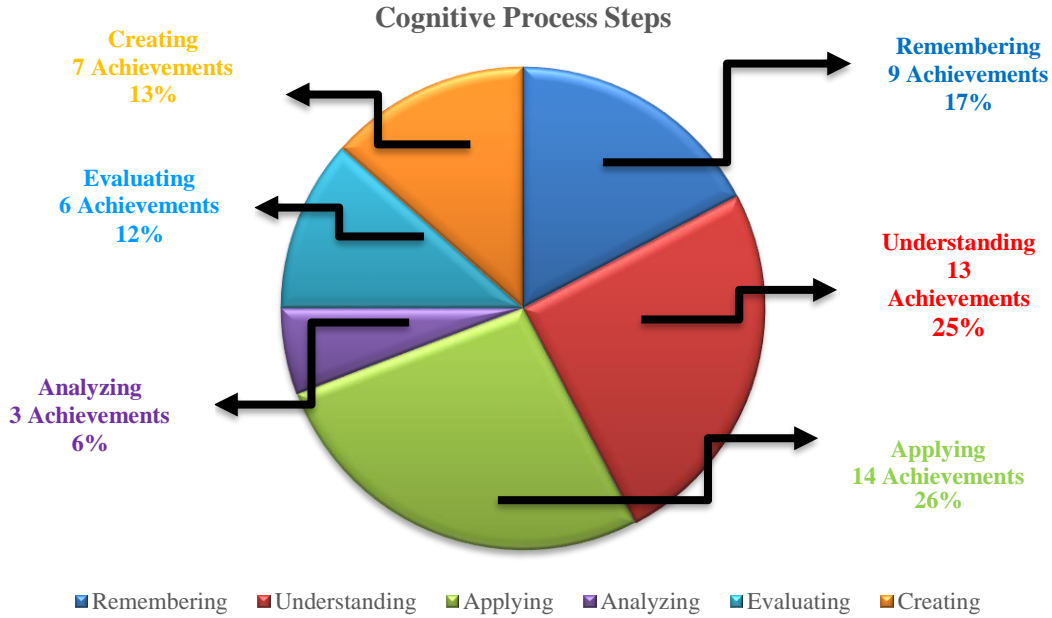 Cognitive Process Steps
Creating
7 Achievements
13%
Remembering
9 Achievements
17%
Evaluating
6 Achievements
12%
Understanding
13
Achievements
25%
Analyzing
3 Achievements
6%
Applying
14 Achievements
26%
Remembering Understanding Applying Analyzing Evaluating Creating